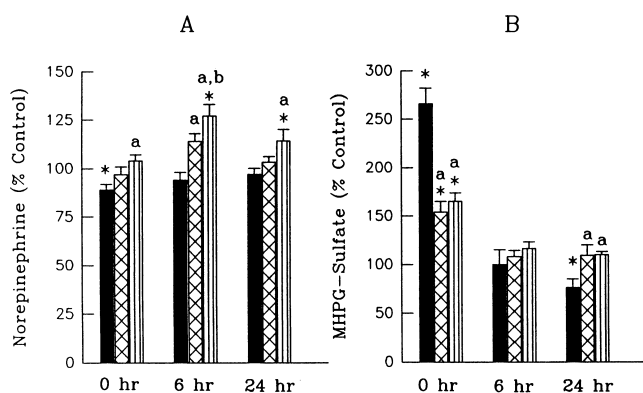 A
Norepinephrine (% Control)
150
125
100
75
50
25
0
*
a
a
a,b
*
a
*
0 hr
6 hr
24 hr
B
MHPG-Sulfate (% Control)
300
250
200
150
100
50
0
*
a
*
a
*
*
a
a
0 hr
6 hr
24 hr